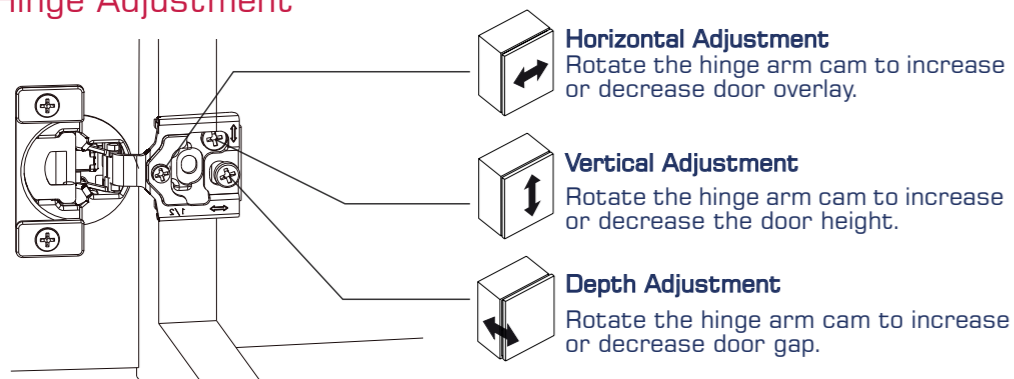 Hinge Adjustment
Horizontal Adjustment
Rotate the hinge arm cam to increase
or decrease door overlay.
Vertical Adjustment
Rotate the hinge arm cam to increase
or decrease the door height.
Depth Adjustment
Rotate the hinge arm cam to increase
or decrease door gap.
1/2